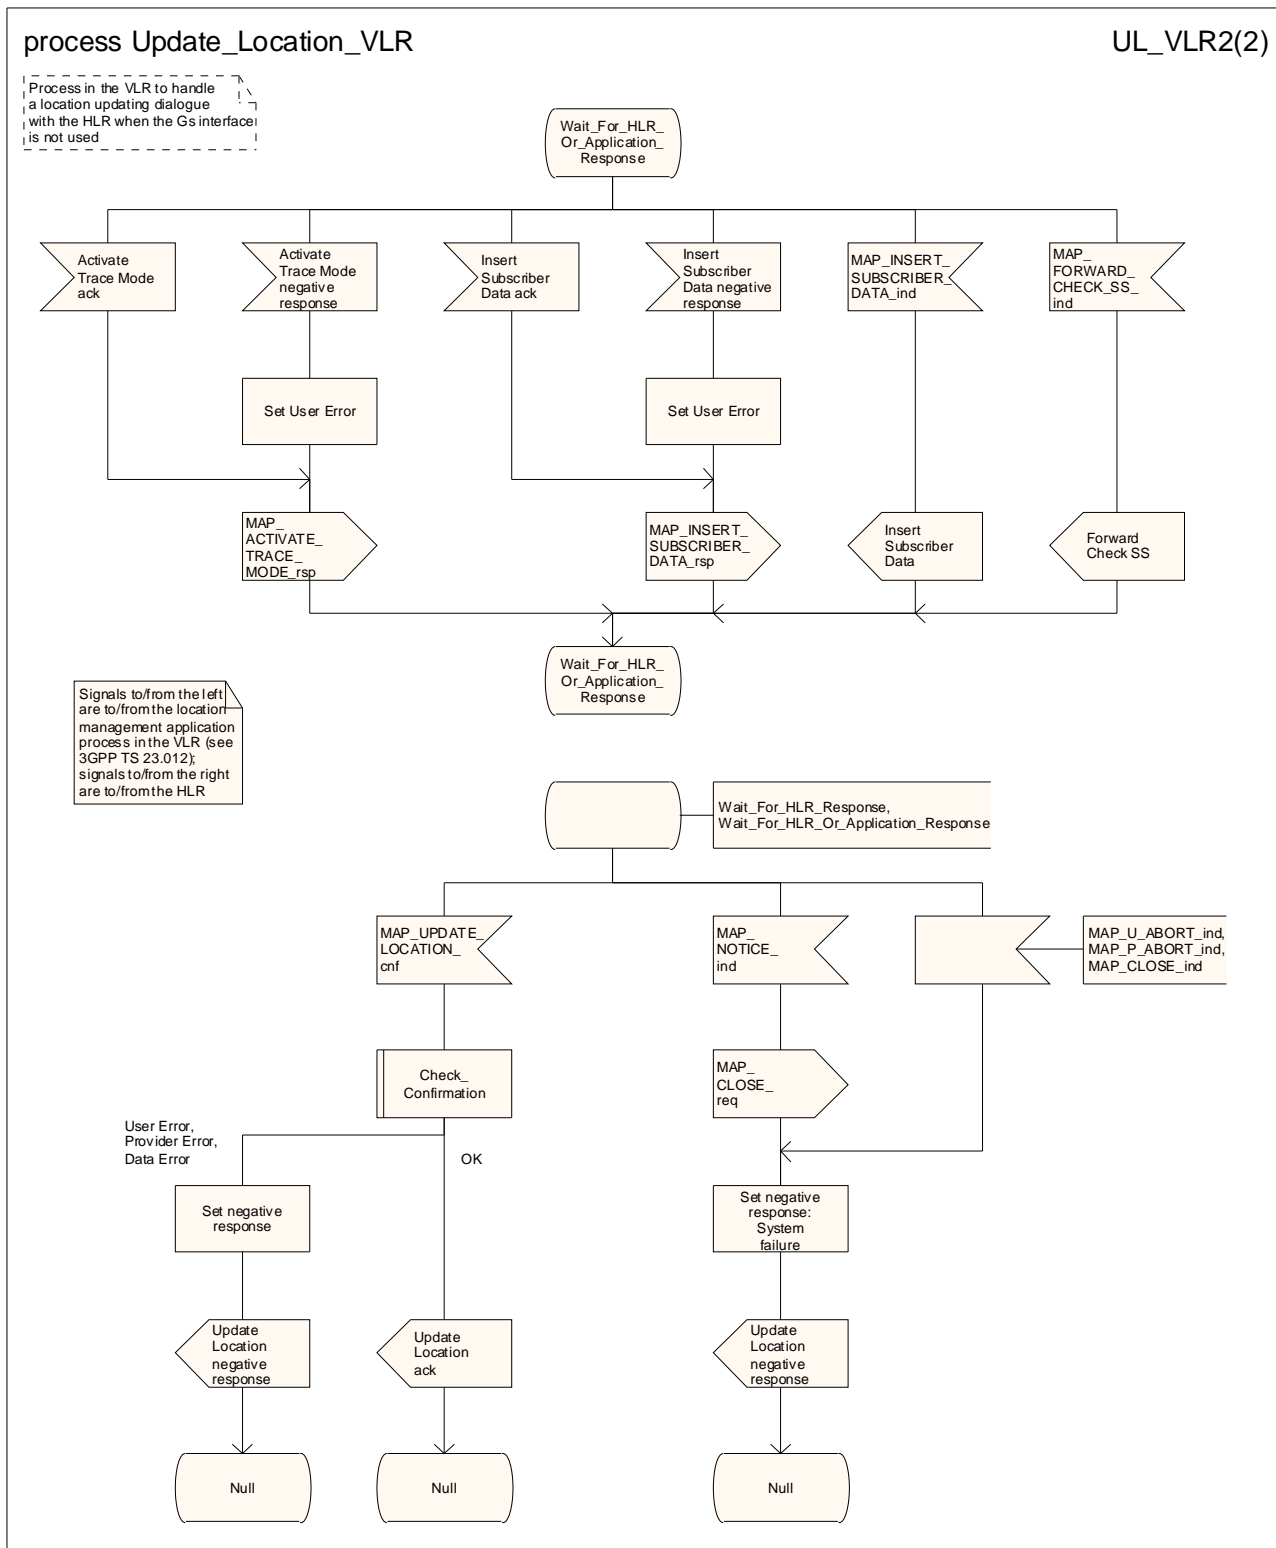 process Update_Location_VLR
UL_VLR2(2)
Process in the VLR to handle
a location updating dialogue
with the HLR when the Gs interface
is not used
Wait_For_HLR_
Or_Application_
Response
Activate
Trace Mode
ack
Activate
Trace Mode
negative
response
Insert
Subscriber
Data ack
Insert
Subscriber
Data negative
response
MAP_INSERT_
SUBSCRIBER_
DATA_ind
MAP_
FORWARD_
CHECK_SS_
ind
Set User Error
Set User Error
MAP_
ACTIVATE_
TRACE_
MODE_rsp
MAP_INSERT_
SUBSCRIBER_
DATA_rsp
Insert
Subscriber
Data
Forward
Check SS
Wait_For_HLR_
Or_Application_
Response
Signals to/from the left
are to/from the location
management application
process in the VLR (see
3GPP TS 23.012);
signals to/from the right
are to/from the HLR
Wait_For_HLR_Response,
Wait_For_HLR_Or_Application_Response
MAP_UPDATE_
LOCATION_
cnf
MAP_
NOTICE_
ind
MAP_U_ABORT_ind,
MAP_P_ABORT_ind,
MAP_CLOSE_ind
Check_
Confirmation
MAP_
CLOSE_
req
User Error,
Provider Error,
Data Error
OK
Set negative
response
Set negative
response:
System
failure
Update
Location
negative
response
Update
Location
ack
Update
Location
negative
response
Null
Null
Null